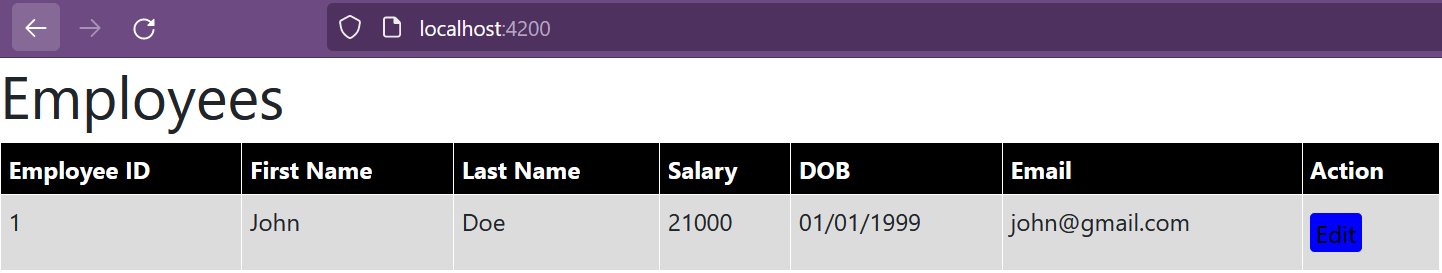 localhost:4200
Employees
Employee ID First Name Last Name Salary DOB Email Action
1 John Doe 21000 01/01/1999 john@gmail.com Edit